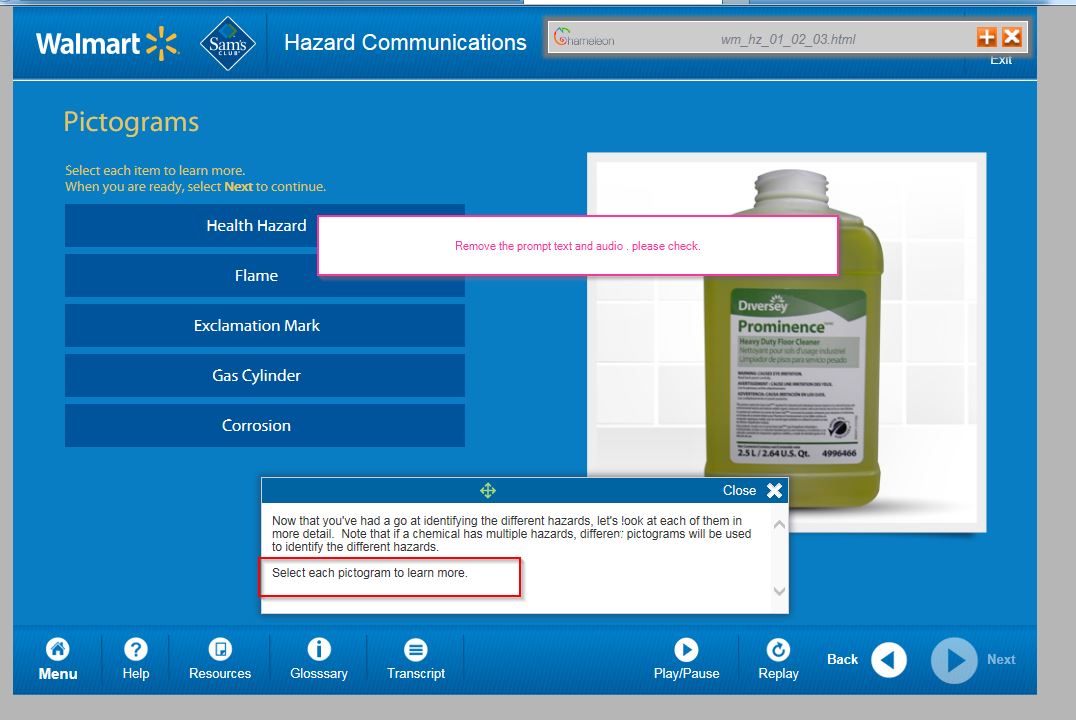 Walmart
Sam's
CLUB
Hazard Communications
Chameleon
wm_hz_01_02_03.html
Exit
Pictograms
Select each item to learn more.
When you are ready, select Next to continue.
Health Hazard
Flame
Exclamation Mark
Gas Cylinder
Corrosion
Remove the prompt text and audio . please check.
Diversey
Prominence
Heavy Duty Floor Cleaner
Nettoyant pour sols d'usage industriel
Limpiador de pisos para servicio pesado
WARNING: CAUSES EYE IRRITATION.
2.5 L / 2.64 U.S. Qt.
4996466
Close
Now that you've had a go at identifying the different hazards, let's look at each of them in
more detail. Note that if a chemical has multiple hazards, different pictograms will be used
to identify the different hazards.
Select each pictogram to learn more.
Menu
Help
Resources
Glosssary
Transcript
Play/Pause
Replay
Back
Next